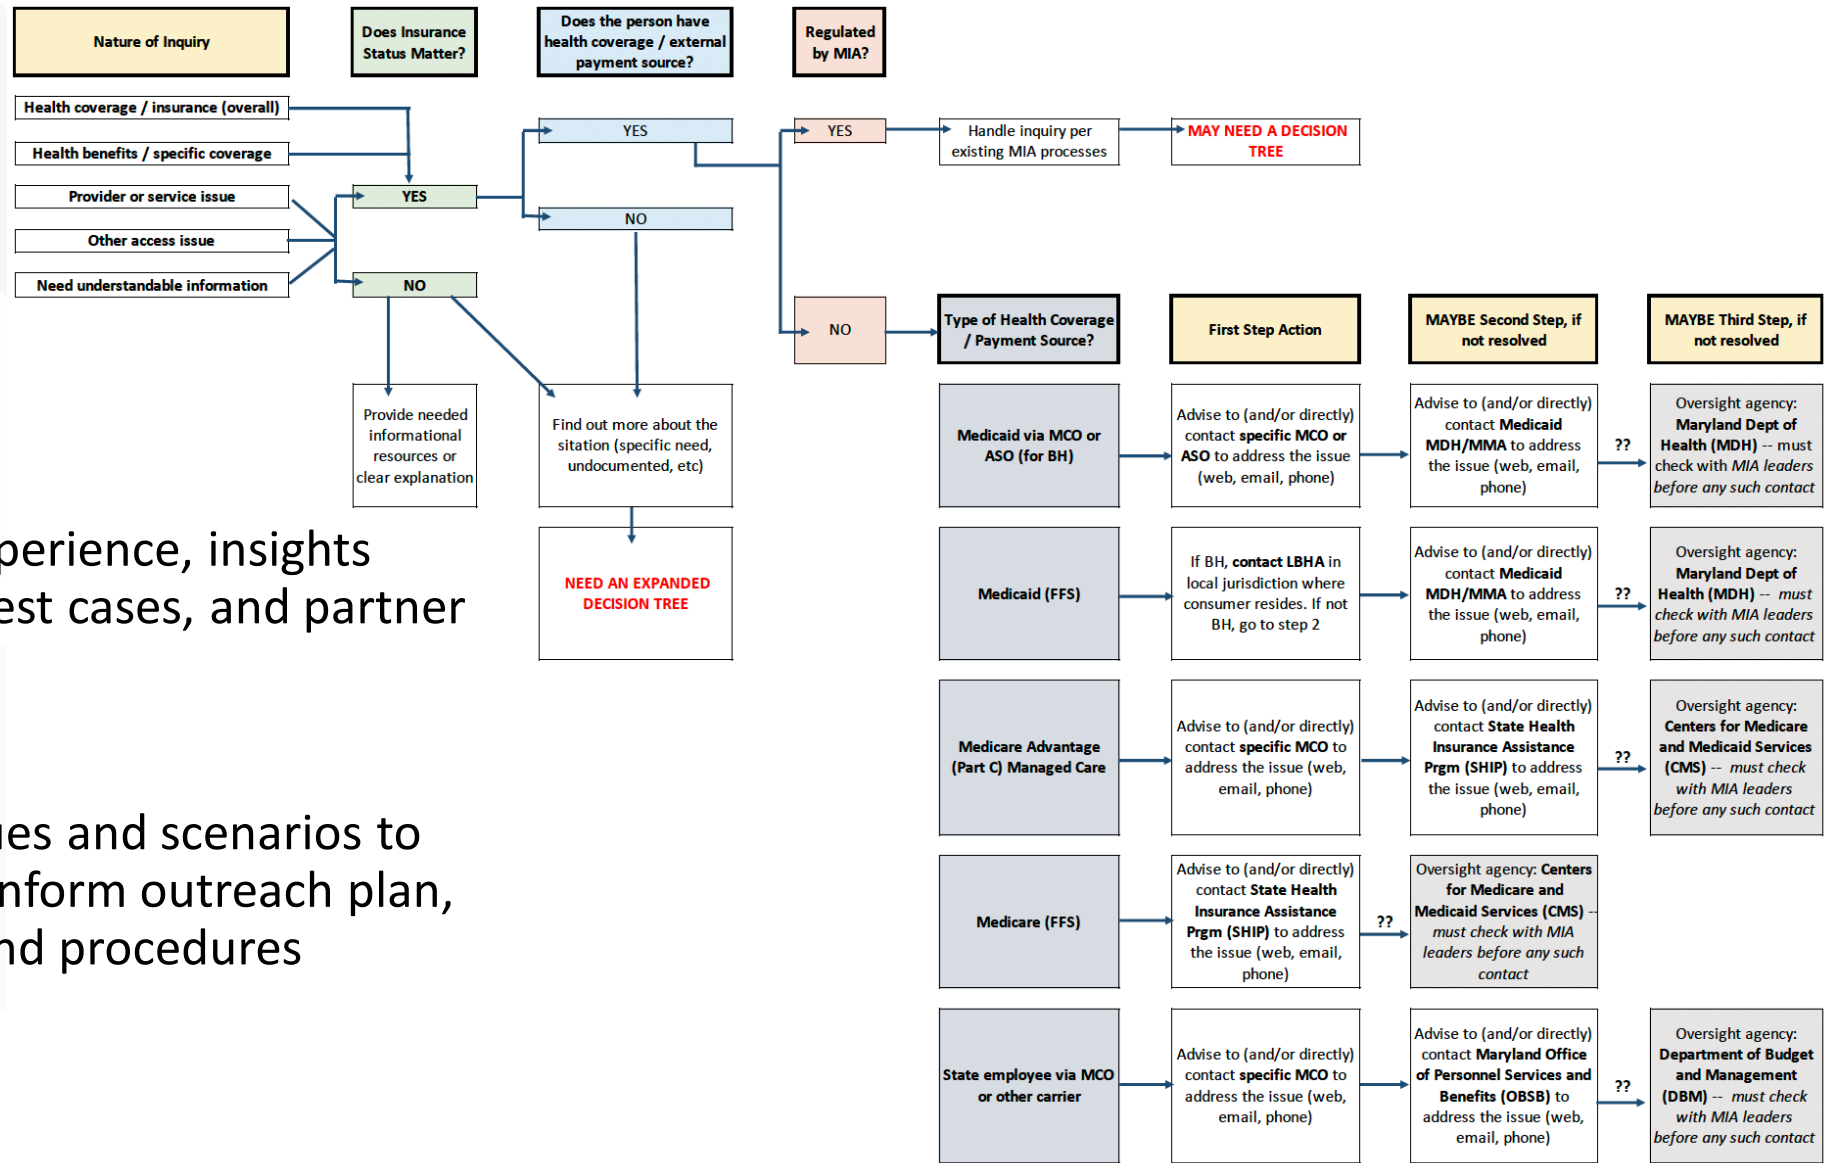 Nature of Inquiry
Does Insurance
Status Matter?
Does the person have
health coverage / external
payment source?
Regulated
by MIA?
Health coverage / insurance (overall)
Health benefits / specific coverage
Provider or service issue
Other access issue
Need understandable information
YES
NO
YES
NO
YES
NO
Handle inquiry per
existing MIA processes
MAY NEED A DECISION
TREE
Provide needed
informational
resources or
clear explanation
Find out more about the
sitation (specific need,
undocumented, etc)
NEED AN EXPANDED
DECISION TREE
perience, insights
est cases, and partner
ues and scenarios to
nform outreach plan,
nd procedures
Type of Health Coverage
/ Payment Source?
First Step Action
MAYBE Second Step, if
not resolved
MAYBE Third Step, if
not resolved
Medicaid via MCO or
ASO (for BH)
Advise to (and/or directly)
contact specific MCO or
ASO to address the issue
(web, email, phone)
Advise to (and/or directly)
contact Medicaid
MDH/MMA to address
the issue (web, email,
phone)
??
Oversight agency:
Maryland Dept of
Health (MDH) -- must
check with MIA leaders
before any such contact
Medicaid (FFS)
If BH, contact LBHA in
local jurisdiction where
consumer resides. If not
BH, go to step 2
Advise to (and/or directly)
contact Medicaid
MDH/MMA to address
the issue (web, email,
phone)
??
Oversight agency:
Maryland Dept of
Health (MDH) -- must
check with MIA leaders
before any such contact
Medicare Advantage
(Part C) Managed Care
Advise to (and/or directly)
contact specific MCO to
address the issue (web,
email, phone)
Advise to (and/or directly)
contact State Health
Insurance Assistance
Prgm (SHIP) to address
the issue (web, email,
phone)
??
Oversight agency:
Centers for Medicare
and Medicaid Services
(CMS) -- must check
with MIA leaders
before any such contact
Medicare (FFS)
Advise to (and/or directly)
contact State Health
Insurance Assistance
Prgm (SHIP) to address
the issue (web, email,
phone)
??
Oversight agency: Centers
for Medicare and
Medicaid Services (CMS) --
must check with MIA
leaders before any such
contact
State employee via MCO
or other carrier
Advise to (and/or directly)
contact specific MCO to
address the issue (web,
email, phone)
Advise to (and/or directly)
contact Maryland Office
of Personnel Services and
Benefits (OBSB) to
address the issue (web,
email, phone)
??
Oversight agency:
Department of Budget
and Management
(DBM) -- must check
with MIA leaders
before any such contact